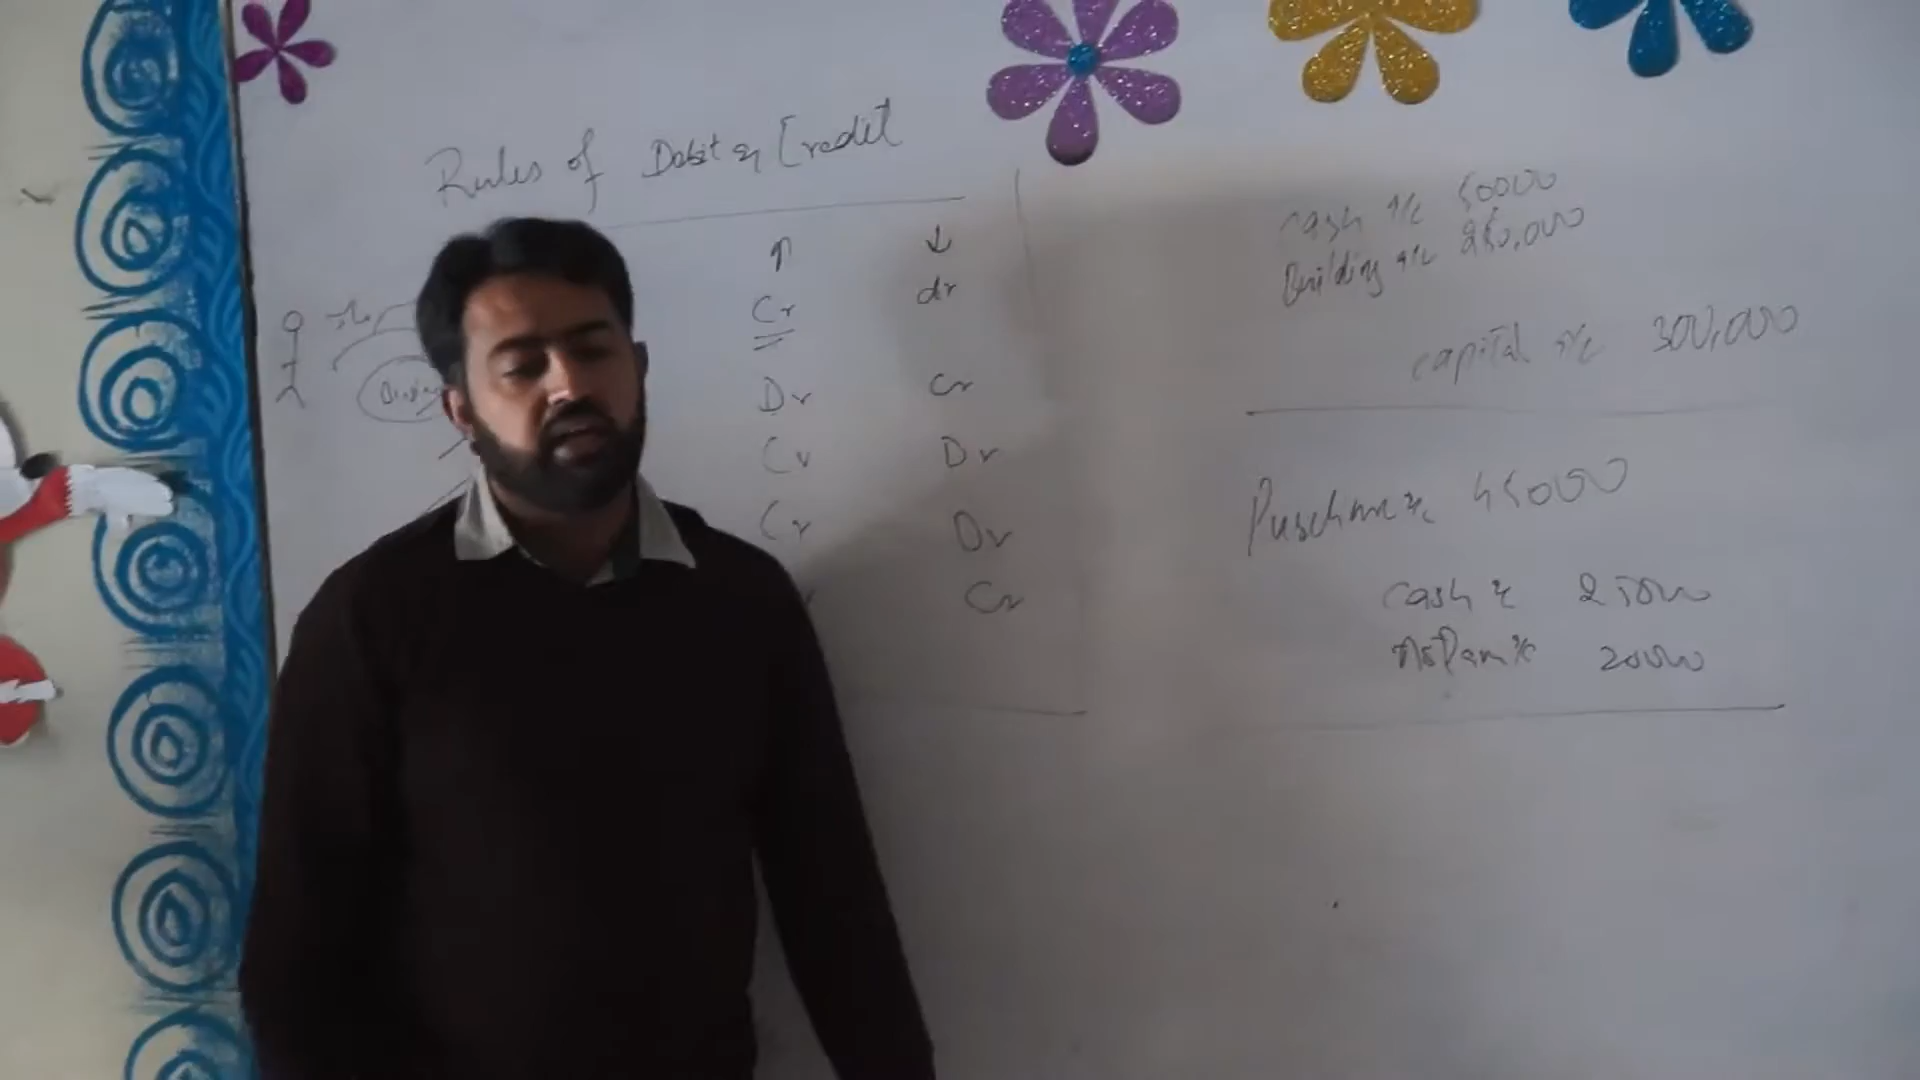 Rules of Debit & Credit
↑ ↓
Cr dr
Dr Cr
Cr Dr
Cr Dr
Cr
cash a/c 50000
Building a/c 250,000
capital a/c 300,000
a/c 45000
cash a/c 25000
a/c 20000